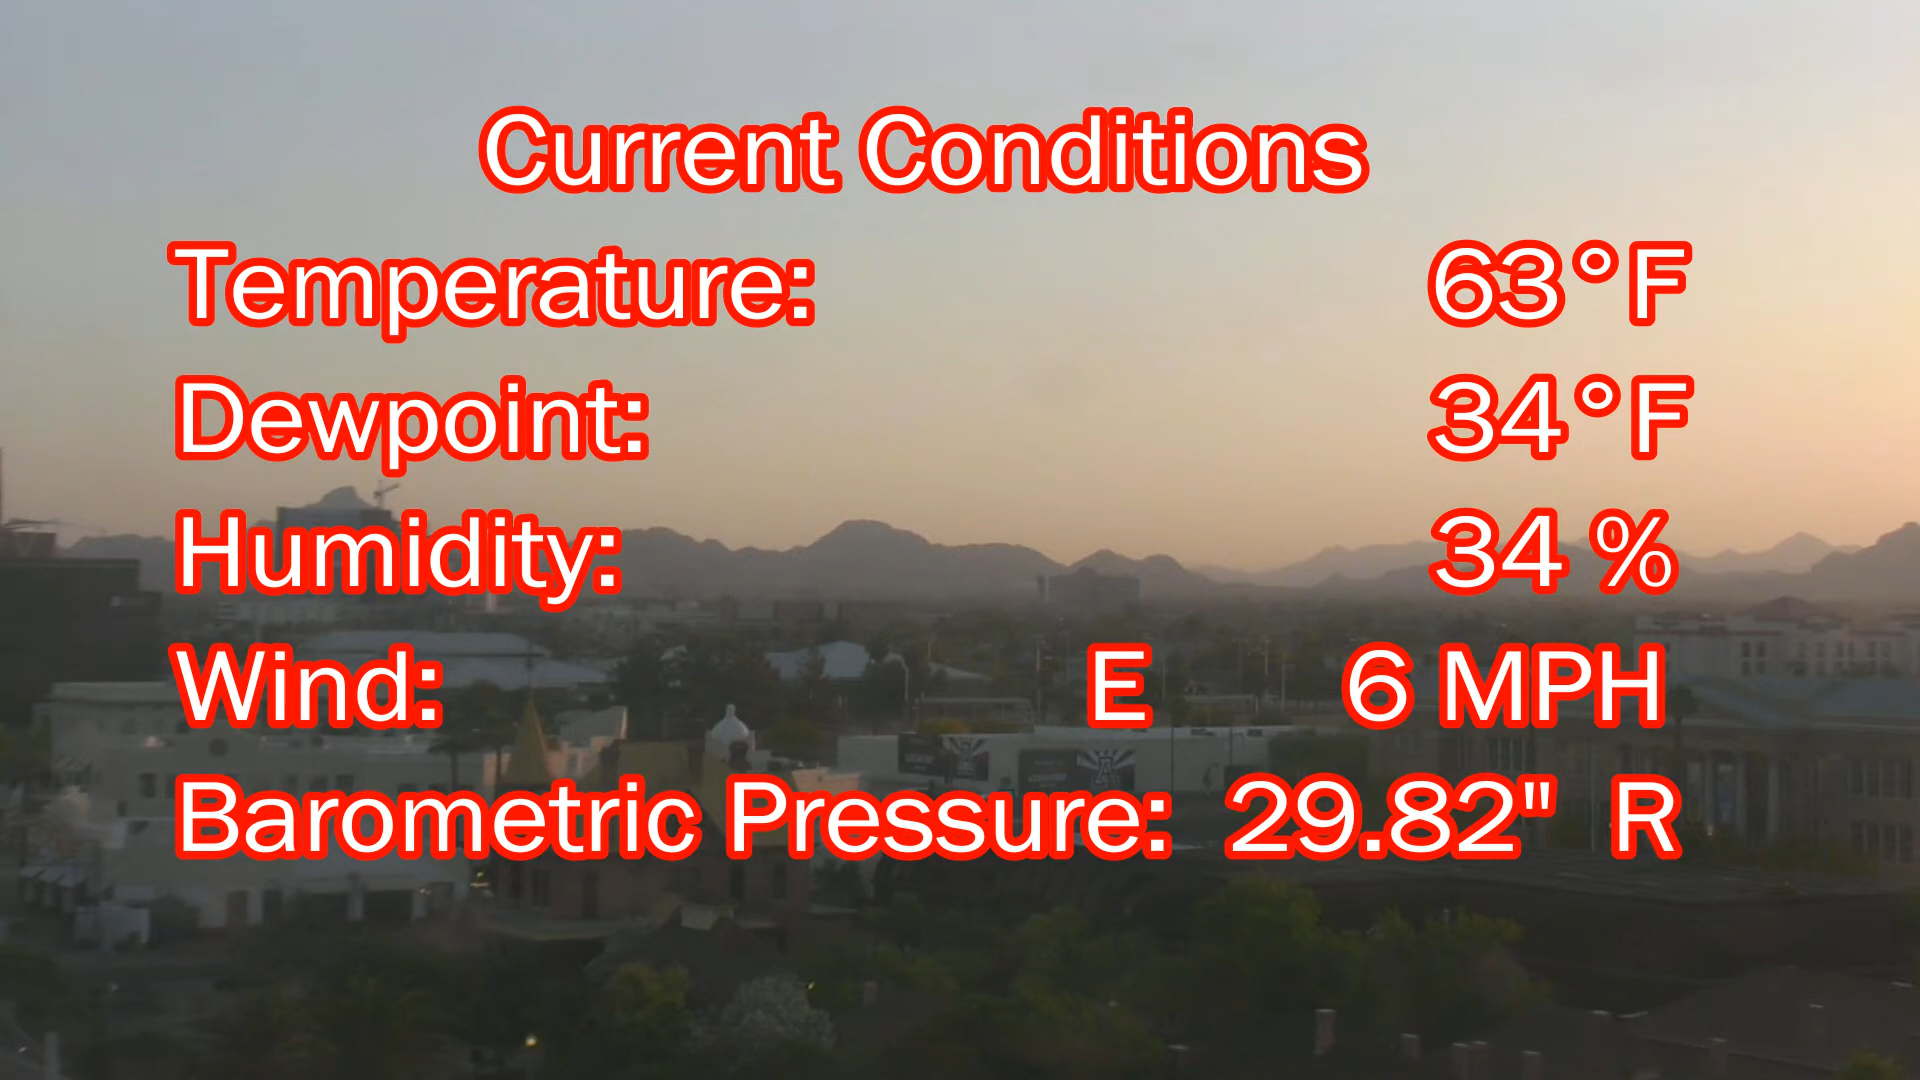 Current Conditions
Temperature: 63°F
Dewpoint: 34°F
Humidity: 34 %
Wind: E 6 MPH
Barometric Pressure: 29.82" R